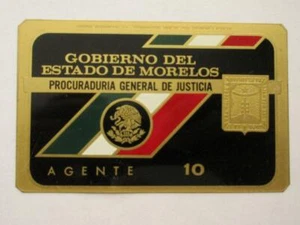 GOBIERNO DEL
ESTADO DE MORELOS
PROCURADURIA GENERAL DE JUSTICIA
AGENTE 10